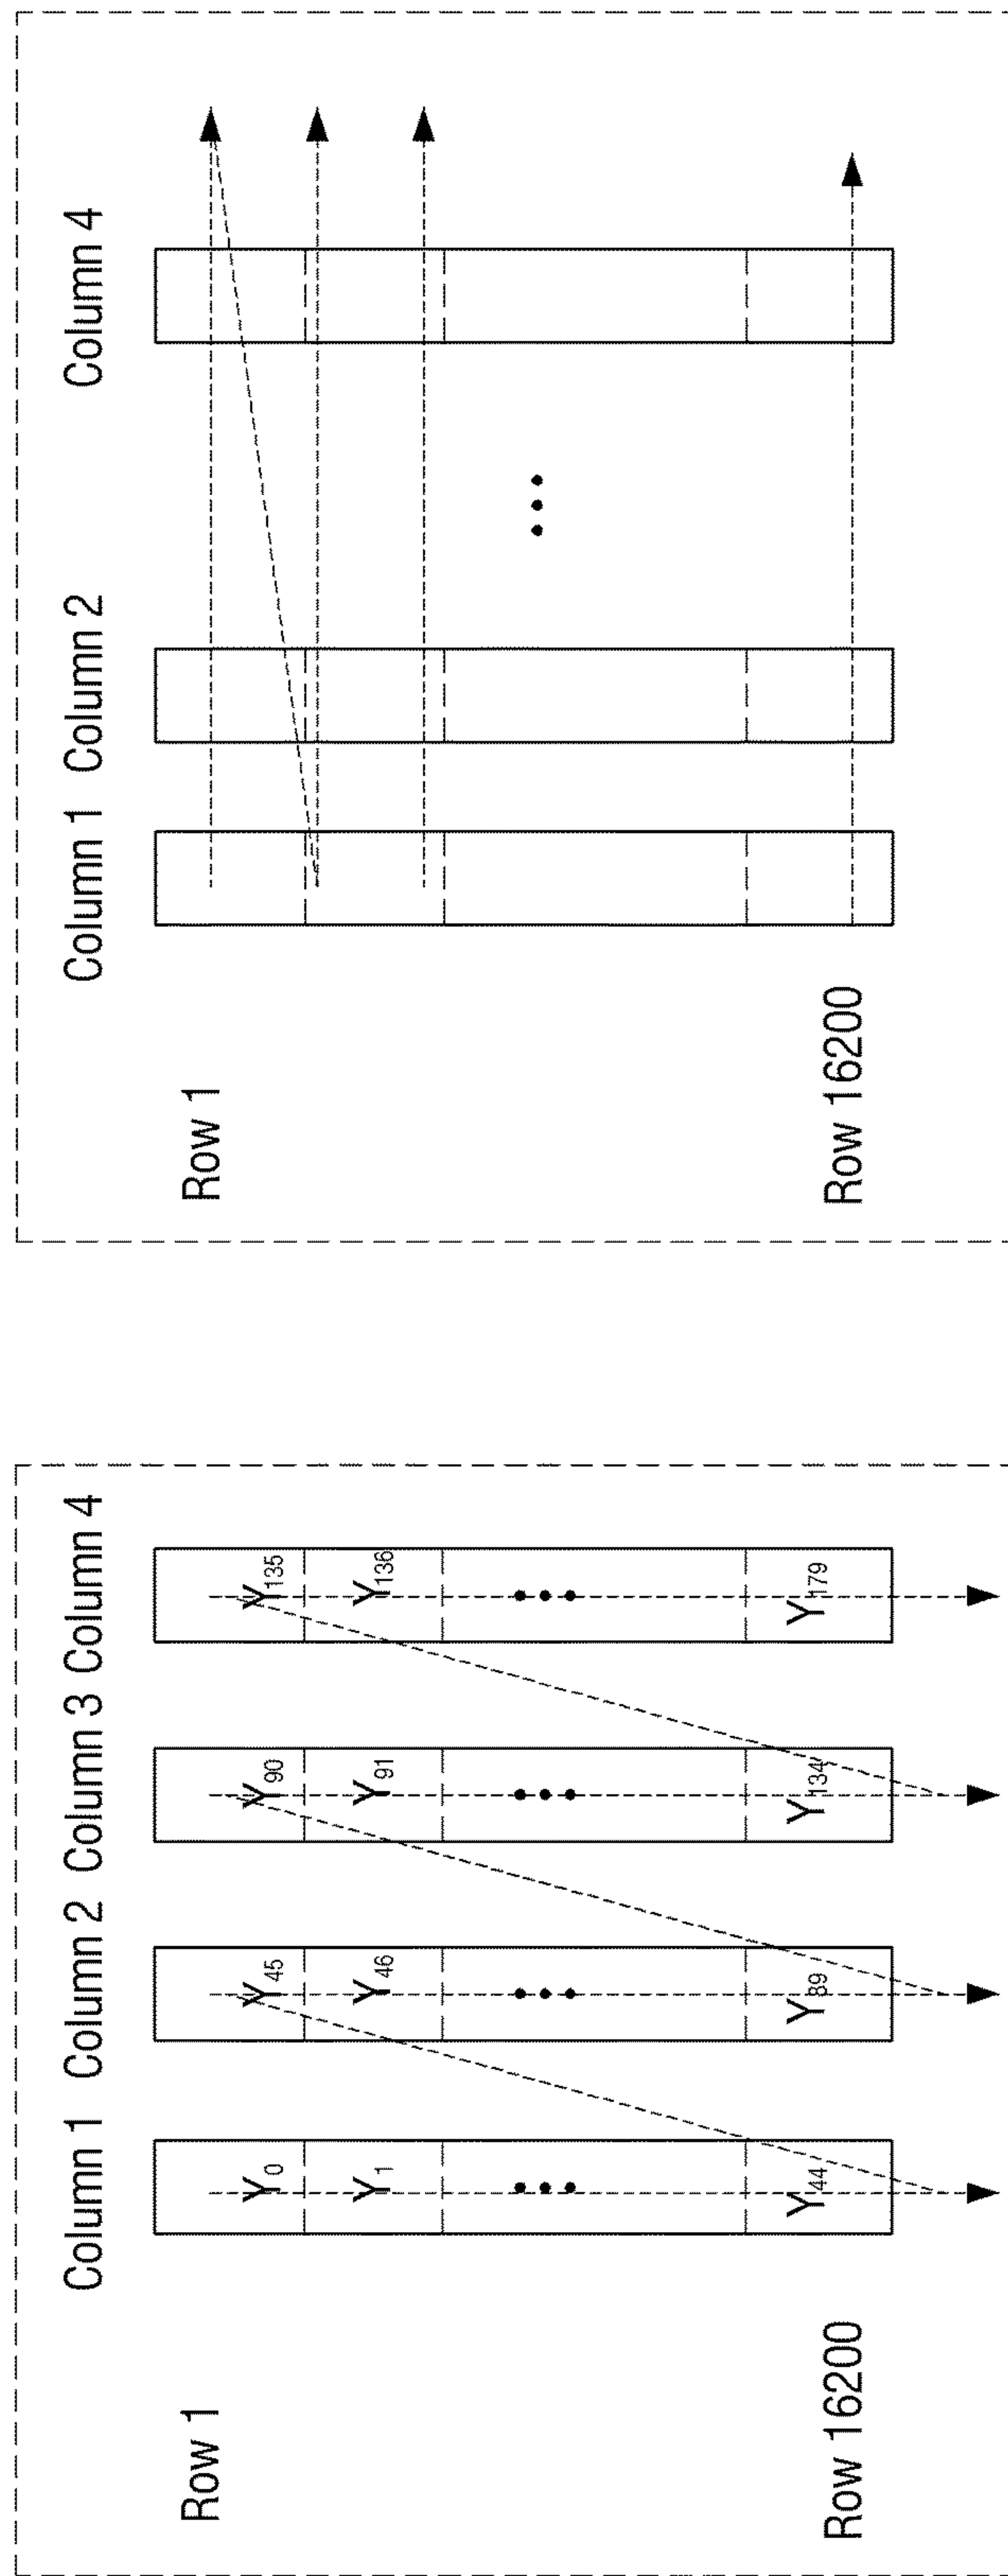 Column 1 Column 2 Column 3 Column 4
Row 1
Y0 Y45 Y90 Y135
Y1 Y46 Y91 Y136
Y44 Y89 Y134 Y179
Row 16200
Column 1 Column 2 Column 4
Row 1
Row 16200